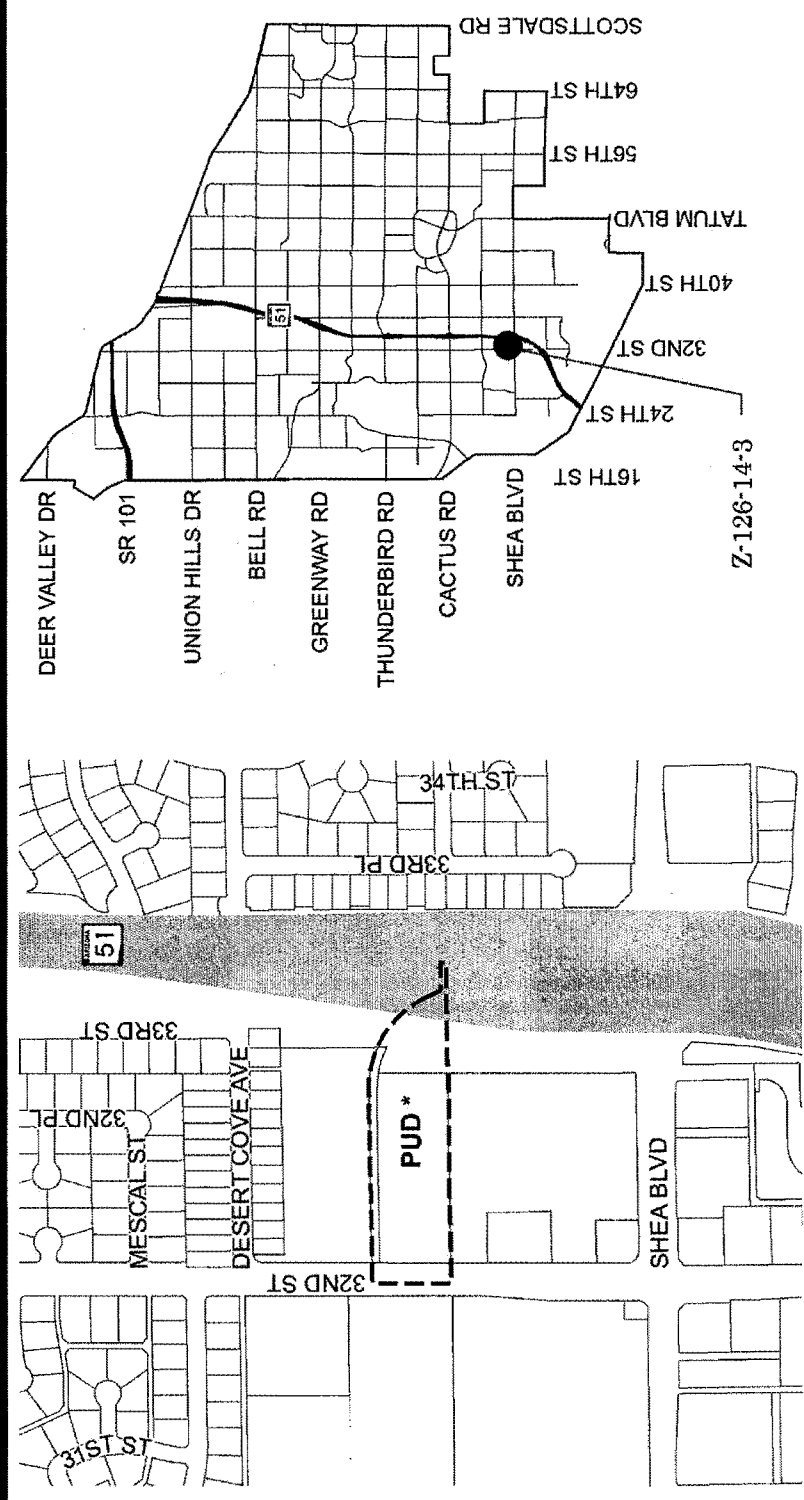 DEER VALLEY DR
SR 101
UNION HILLS DR
BELL RD
GREENWAY RD
THUNDERBIRD RD
CACTUS RD
SHEA BLVD
51
SCOTTSDALE RD
64TH ST
56TH ST
TATUM BLVD
40TH ST
32ND ST
24TH ST
16TH ST
Z-126-14-3
51
34TH ST
33RD PL
33RD ST
32ND PL
MESCAL ST
DESERT COVE AVE
PUD *
32ND ST
SHEA BLVD
31ST ST